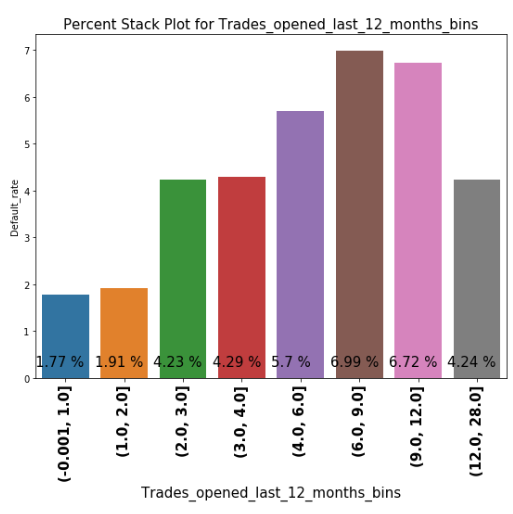 Percent Stack Plot for Trades_opened_last_12_months_bins
7
6
5
4
3
2
1
0
Default_rate
1.77 % 1.91 % 4.23 % 4.29 % 5.7 % 6.99 % 6.72 % 4.24 %
(-0.001, 1.0] (1.0, 2.0] (2.0, 3.0] (3.0, 4.0] (4.0, 6.0] (6.0, 9.0] (9.0, 12.0] (12.0, 28.0]
Trades_opened_last_12_months_bins